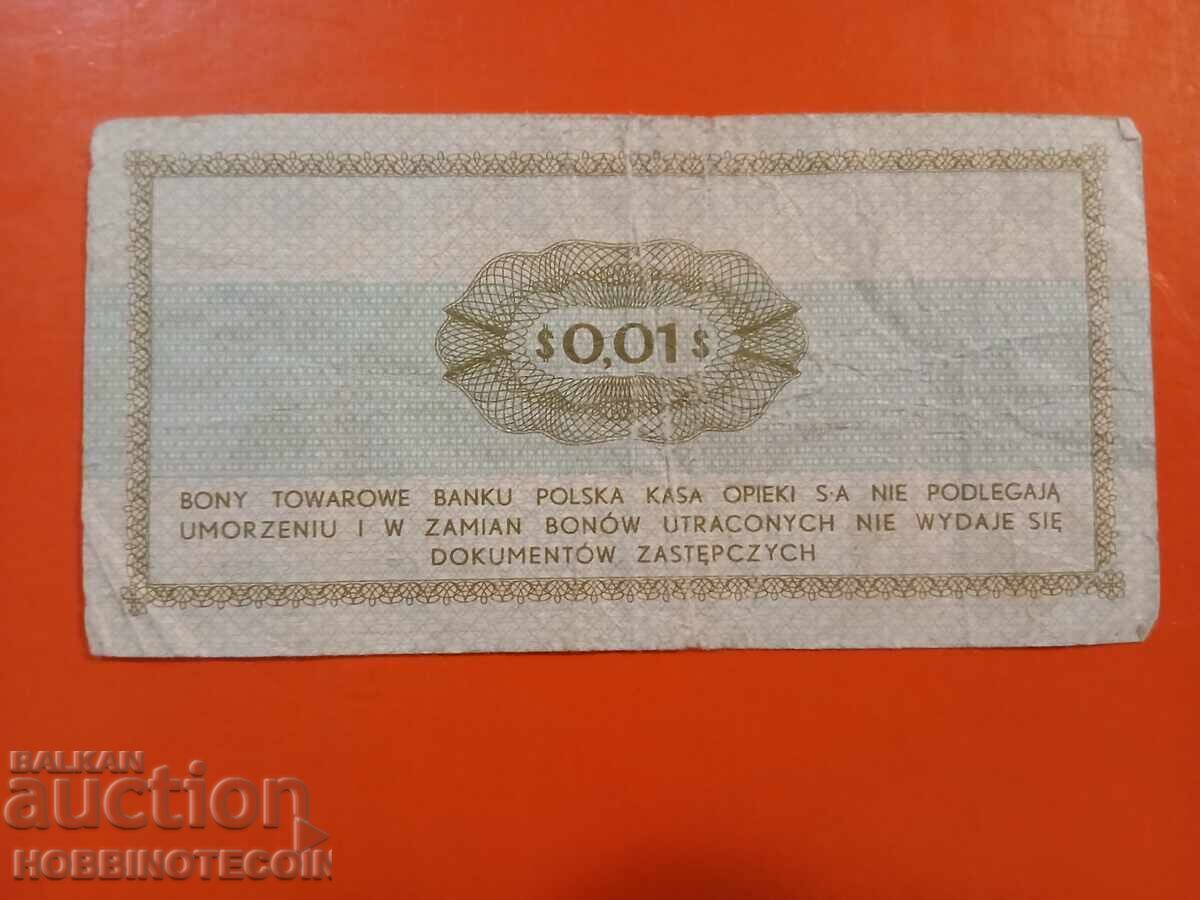 $0,01$
BONY TOWAROWE BANKU POLSKA KASA OPIEKI S·A NIE PODLEGAJĄ
UMORZENIU I W ZAMIAN BONÓW UTRACONYCH NIE WYDAJE SIĘ
DOKUMENTÓW ZASTĘPCZYCH
BALKAN
auction
HOBBINOTECOIN